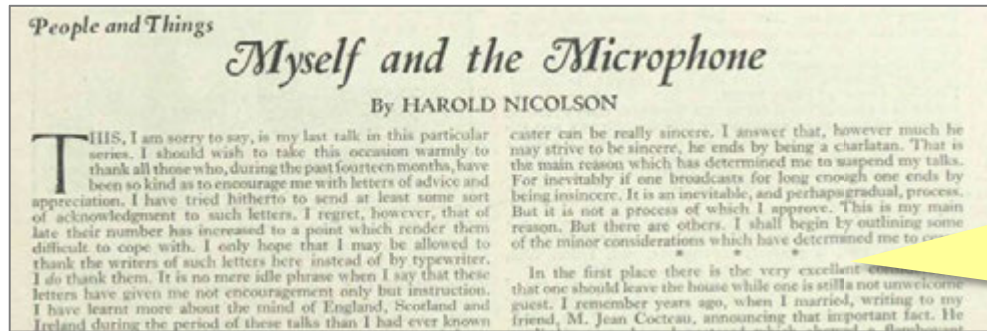 People and Things
Myself and the Microphone
By HAROLD NICOLSON
THIS, I am sorry to say, is my last talk in this particular
series. I should wish to take this occasion warmly to
thank all those who, during the past fourteen months, have
been so kind as to encourage me with letters of advice and
appreciation. I have tried hitherto to send at least some sort
of acknowledgment to such letters. I regret, however, that of
late their number has increased to a point which render them
difficult to cope with. I only hope that I may be allowed to
thank the writers of such letters here instead of by typewriter.
I do thank them. It is no mere idle phrase when I say that these
letters have given me not encouragement only but instruction.
I have learnt more about the mind of England, Scotland and
Ireland during the period of these talks than I had ever known
caster can be really sincere. I answer that, however much he
may strive to be sincere, he ends by being a charlatan. That is
the main reason which has determined me to suspend my talks.
For inevitably if one broadcasts for long enough one ends by
being insincere. It is an inevitable, and perhaps gradual, process.
But it is not a process of which I approve. This is my main
reason. But there are others. I shall begin by outlining some
of the minor considerations which have determined me to
* * *
In the first place there is the very excellent
that one should leave the house while one is still a not unwelcome
guest. I remember years ago, when I married, writing to my
friend, M. Jean Cocteau, announcing that important fact. He